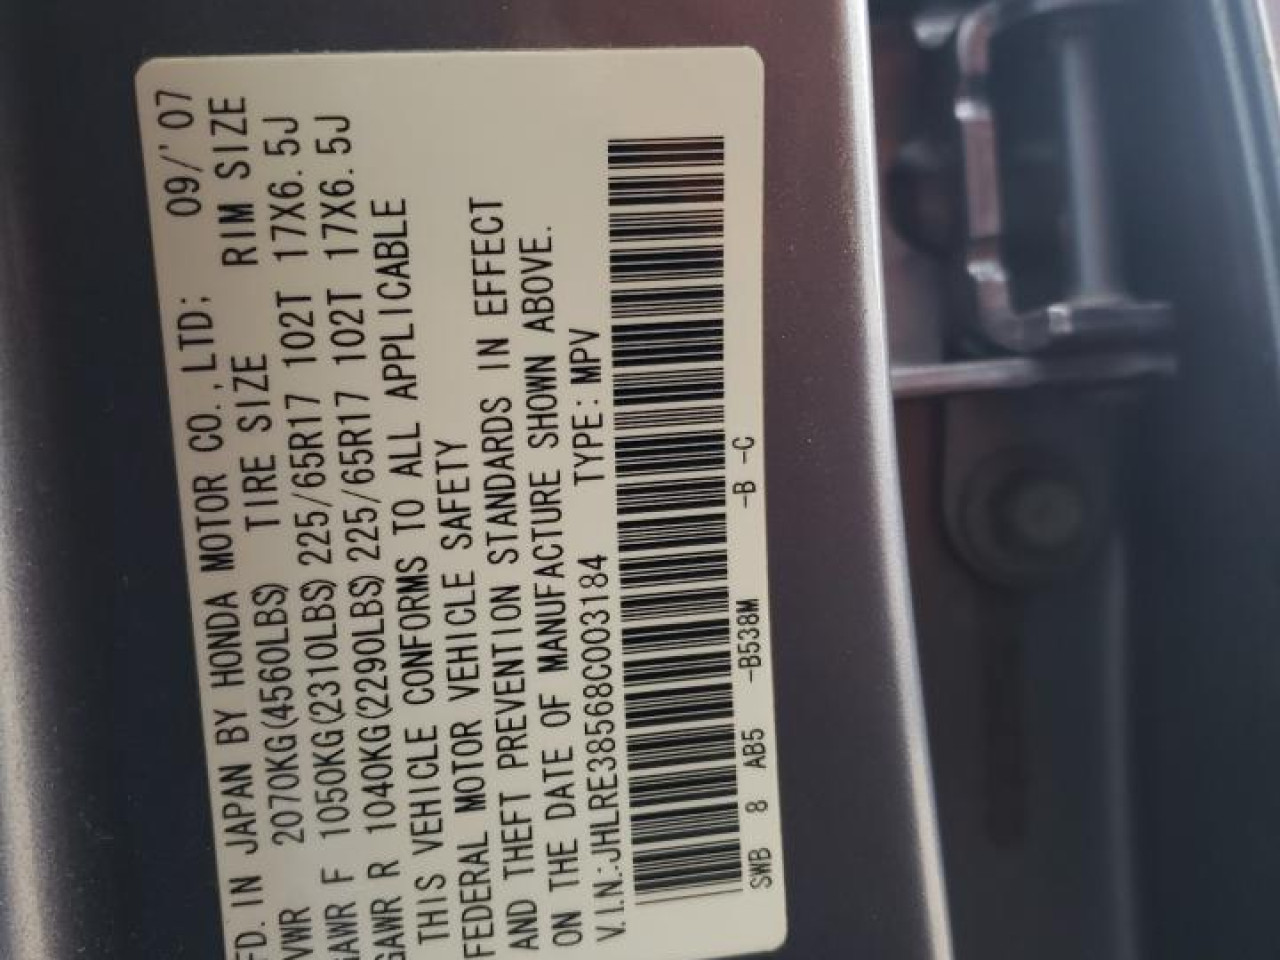 FD. IN JAPAN BY HONDA MOTOR CO.,LTD; 09/'07
VWR 2070KG(4560LBS) TIRE SIZE RIM SIZE
GAWR F 1050KG(2310LBS) 225/65R17 102T 17X6.5J
GAWR R 1040KG(2290LBS) 225/65R17 102T 17X6.5J
THIS VEHICLE CONFORMS TO ALL APPLICABLE
FEDERAL MOTOR VEHICLE SAFETY
AND THEFT PREVENTION STANDARDS IN EFFECT
ON THE DATE OF MANUFACTURE SHOWN ABOVE.
V.I.N.:JHLRE38568C003184 TYPE:MPV
SWB 8 AB5 -B538M -B -C